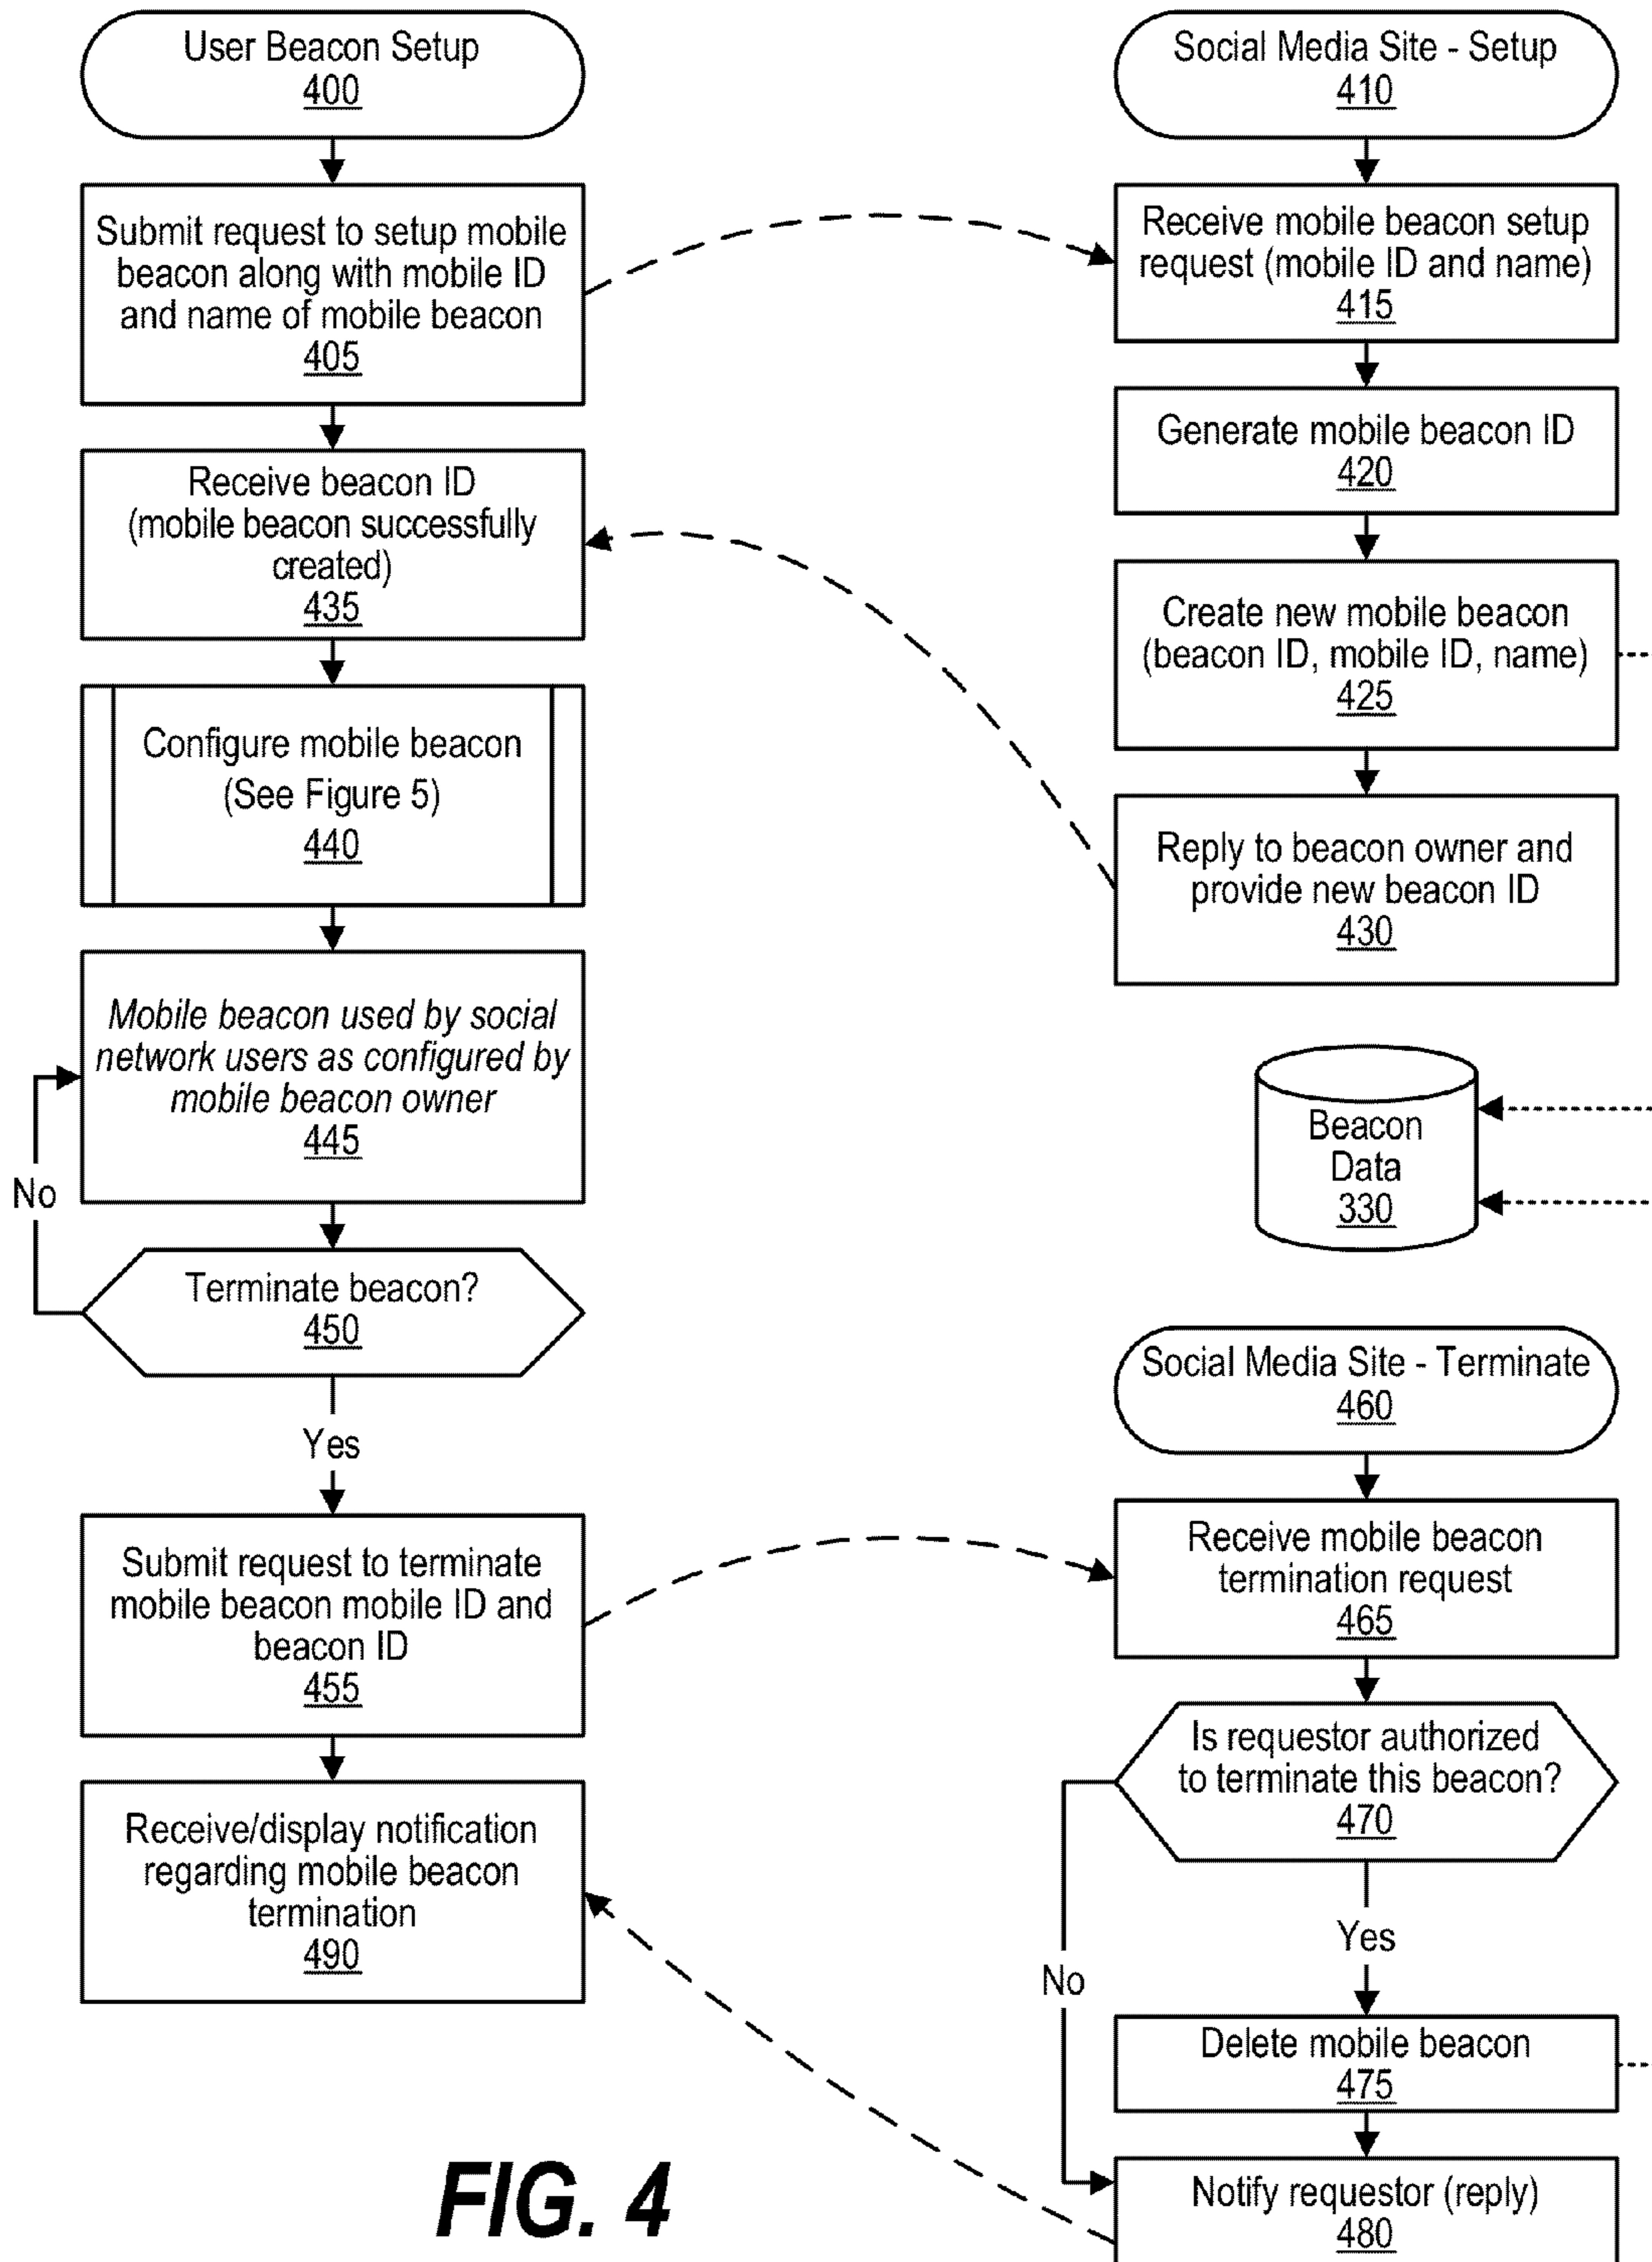 User Beacon Setup
400
Submit request to setup mobile
beacon along with mobile ID
and name of mobile beacon
405
Receive beacon ID
(mobile beacon successfully
created)
435
Configure mobile beacon
(See Figure 5)
440
Mobile beacon used by social
network users as configured by
mobile beacon owner
445
No
Terminate beacon?
450
Yes
Submit request to terminate
mobile beacon mobile ID and
beacon ID
455
Receive/display notification
regarding mobile beacon
termination
490
Social Media Site - Setup
410
Receive mobile beacon setup
request (mobile ID and name)
415
Generate mobile beacon ID
420
Create new mobile beacon
(beacon ID, mobile ID, name)
425
Reply to beacon owner and
provide new beacon ID
430
Beacon
Data
330
Social Media Site - Terminate
460
Receive mobile beacon
termination request
465
Is requestor authorized
to terminate this beacon?
470
Yes
No
Delete mobile beacon
475
Notify requestor (reply)
480
FIG. 4